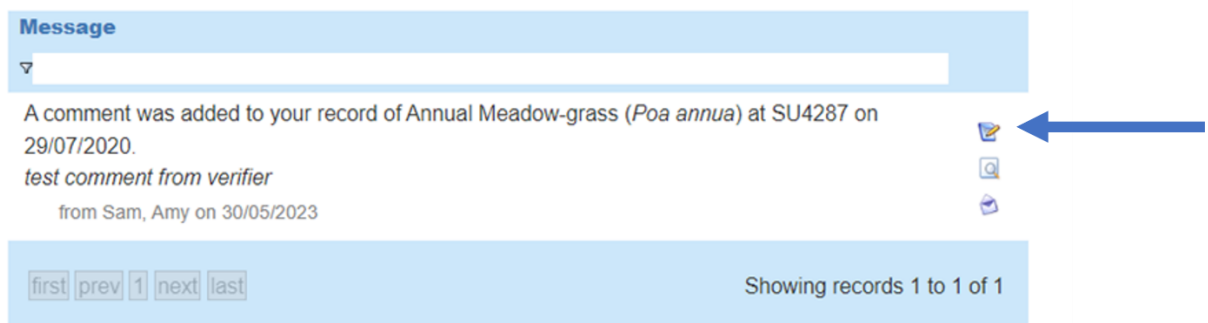 Message
A comment was added to your record of Annual Meadow-grass (Poa annua) at SU4287 on
29/07/2020.
test comment from verifier
from Sam, Amy on 30/05/2023
first prev 1 next last
Showing records 1 to 1 of 1